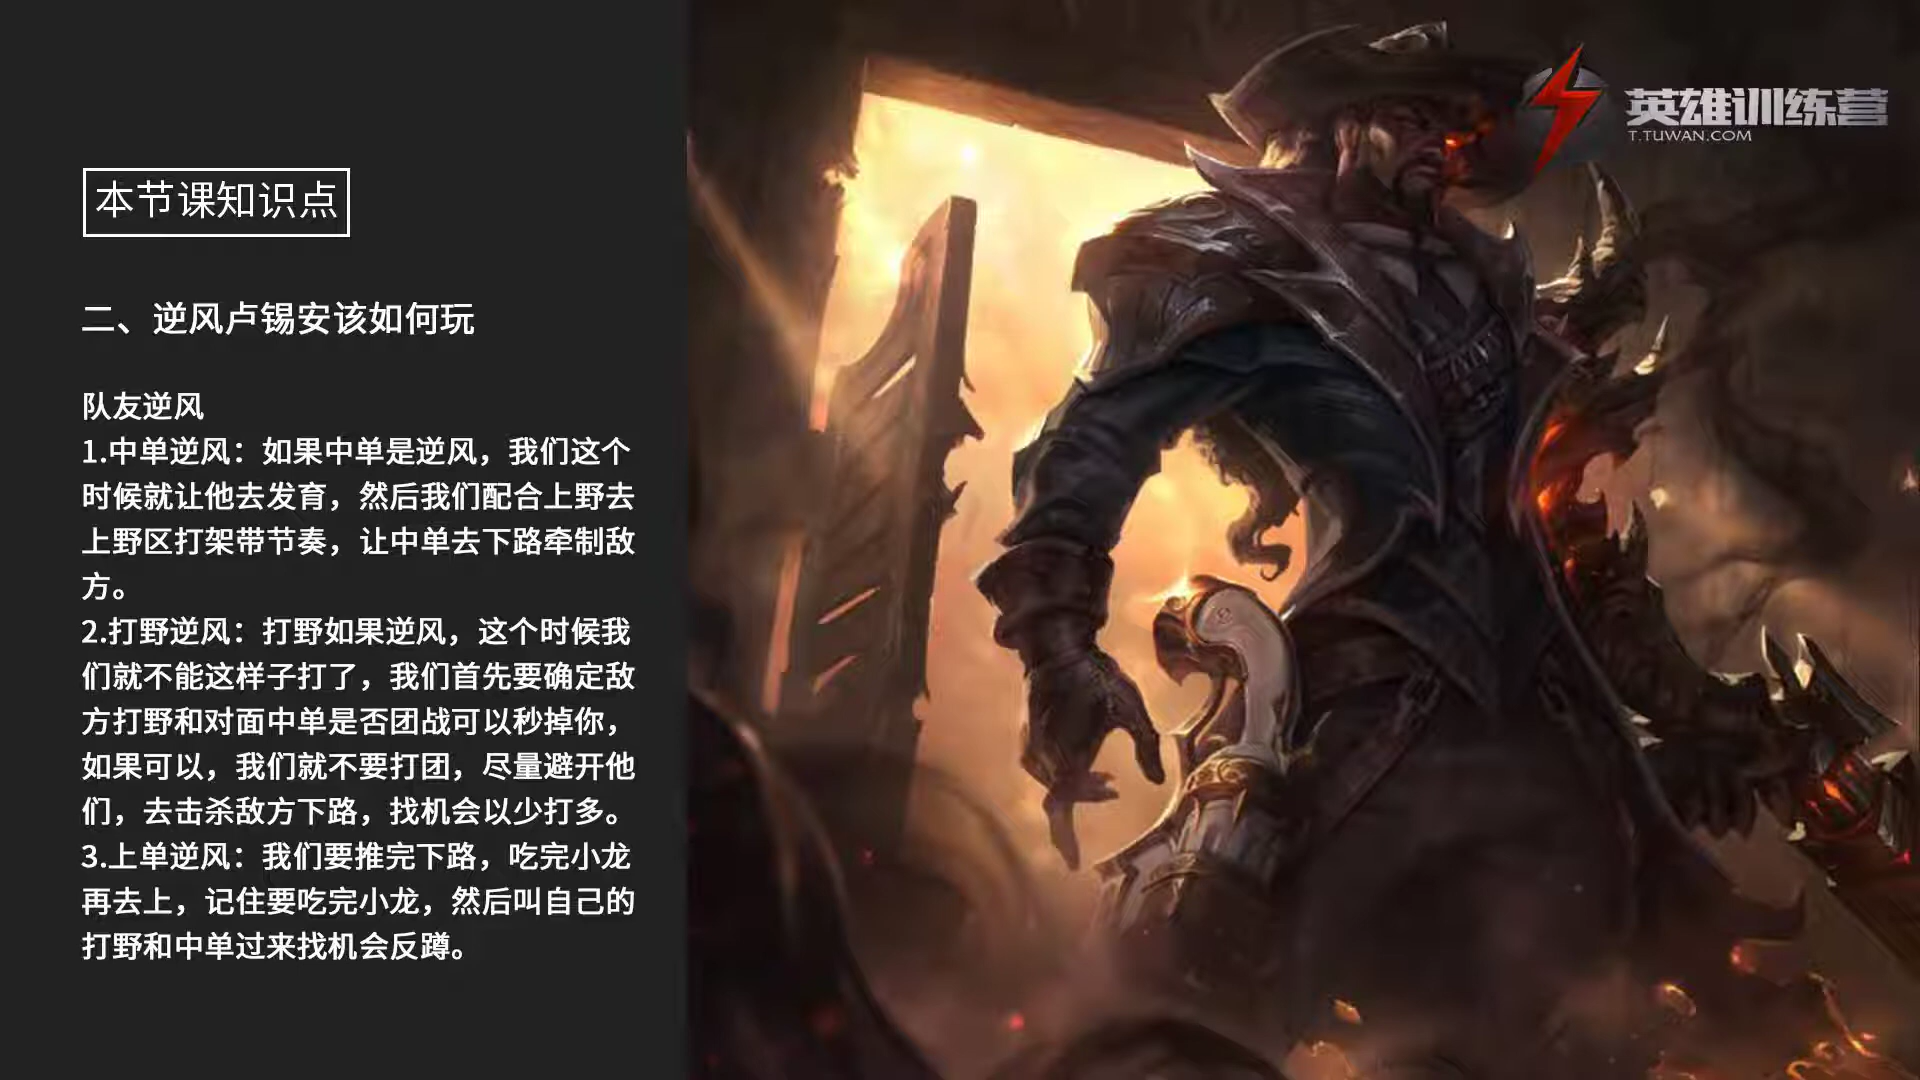 英雄训练营
T.TUWAN.COM
本节课知识点
二、逆风卢锡安该如何玩
队友逆风
1.中单逆风：如果中单是逆风，我们这个
时候就让他去发育，然后我们配合上野去
上野区打架带节奏，让中单去下路牵制敌
方。
2.打野逆风：打野如果逆风，这个时候我
们就不能这样子打了，我们首先要确定敌
方打野和对面中单是否团战可以秒掉你，
如果可以，我们就不要打团，尽量避开他
们，去击杀敌方下路，找机会以少打多。
3.上单逆风：我们要推完下路，吃完小龙
再去上，记住要吃完小龙，然后叫自己的
打野和中单过来找机会反蹲。